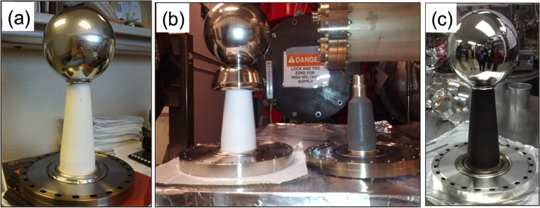 (a)
(b)
(c)
DANGER
LOCK AND TAG
ZONE FOR
HIGH VOLTAGE
SUPPLY